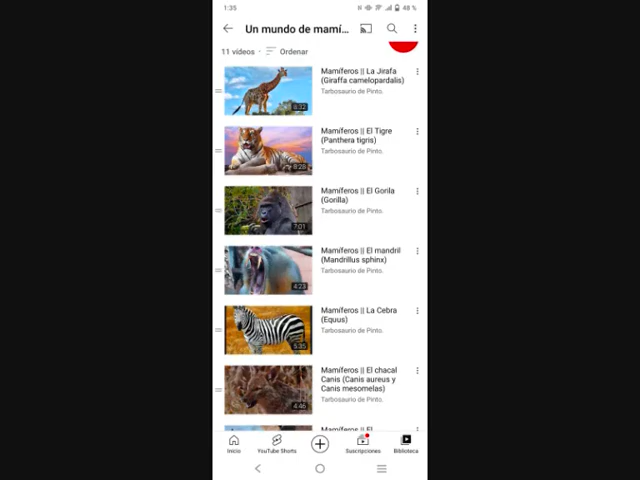 1:35
48 %
Un mundo de mamí...
11 vídeos · Ordenar
Mamíferos || La Jirafa
(Giraffa camelopardalis)
Tarbosaurio de Pinto.
8:32
Mamíferos || El Tigre
(Panthera tigris)
Tarbosaurio de Pinto.
8:28
Mamíferos || El Gorila
(Gorilla)
Tarbosaurio de Pinto.
7:01
Mamíferos || El mandril
(Mandrillus sphinx)
Tarbosaurio de Pinto.
4:23
Mamíferos || La Cebra
(Equus)
Tarbosaurio de Pinto.
5:35
Mamíferos || El chacal
Canis (Canis aureus y
Canis mesomelas)
Tarbosaurio de Pinto.
4:46
Mamíferos || El
Inicio
YouTube Shorts
Suscripciones
Biblioteca